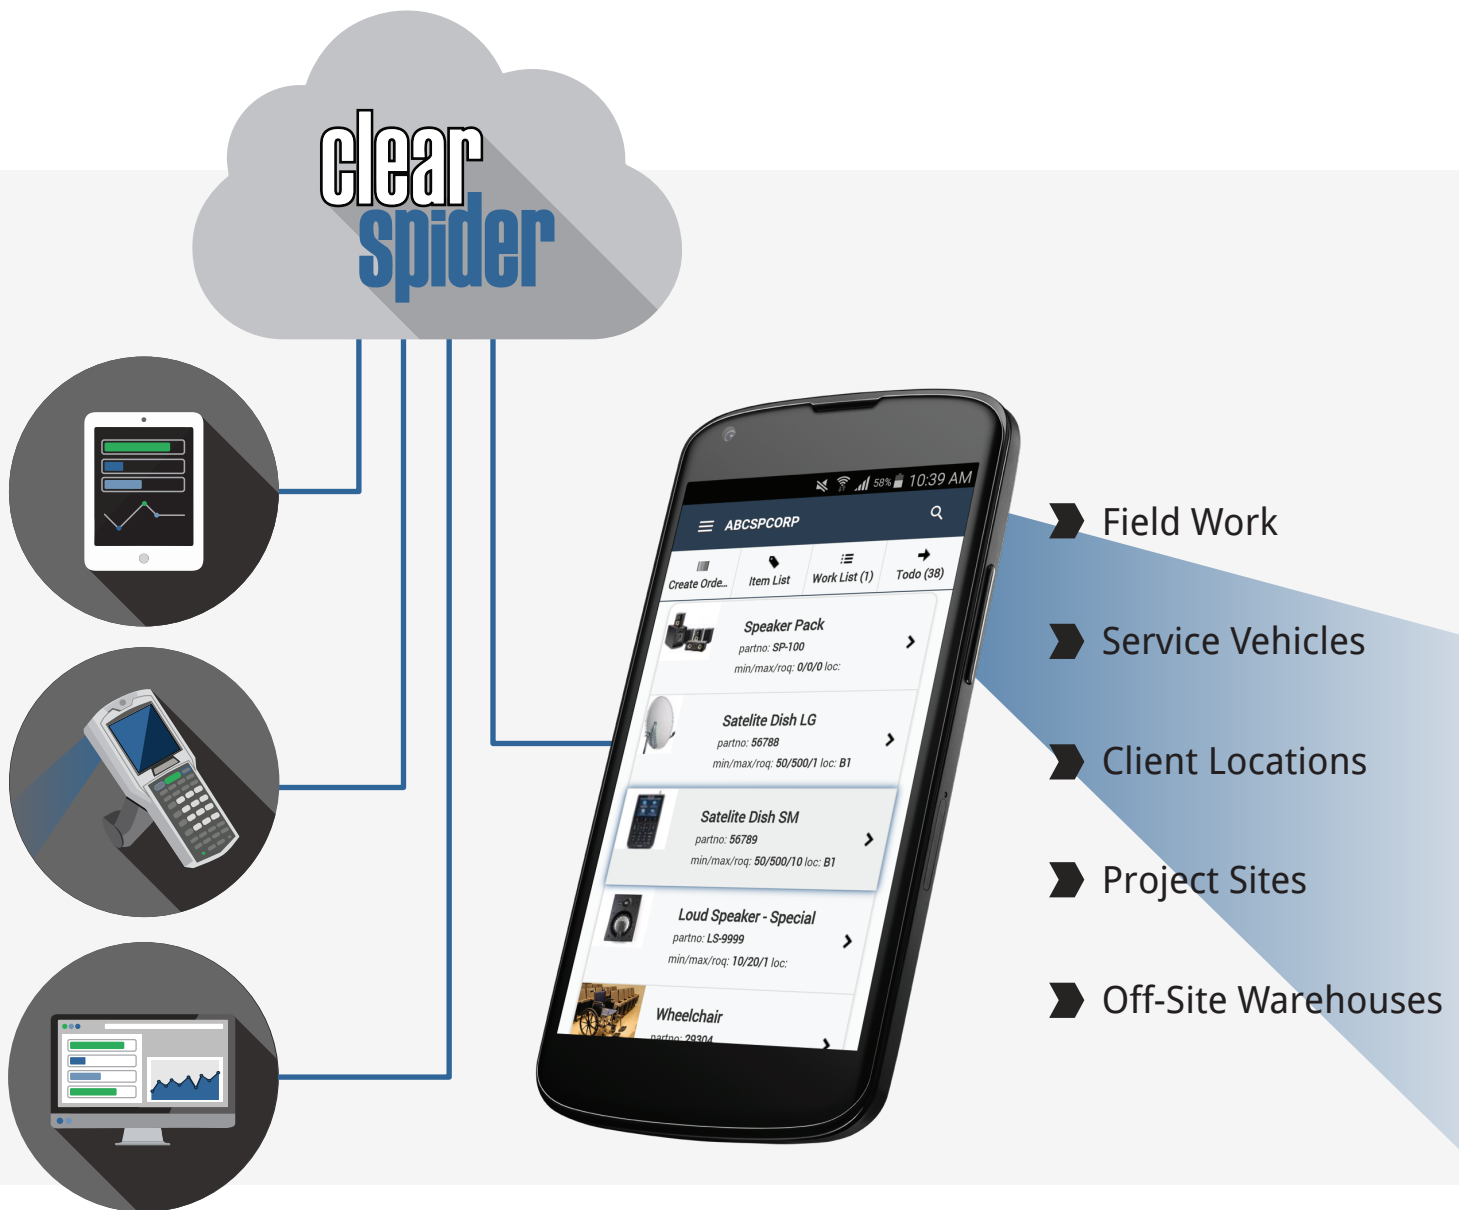 clear
spider
58% 10:39 AM
ABCSPCORP
Create Orde...
Item List
Work List (1)
Todo (38)
Speaker Pack
partno: SP-100
min/max/roq: 0/0/0 loc:
Satelite Dish LG
partno: 56788
min/max/roq: 50/500/1 loc: B1
Satelite Dish SM
partno: 56789
min/max/roq: 50/500/10 loc: B1
Loud Speaker - Special
partno: LS-9999
min/max/roq: 10/20/1 loc:
Wheelchair
partno: 29304
Field Work
Service Vehicles
Client Locations
Project Sites
Off-Site Warehouses